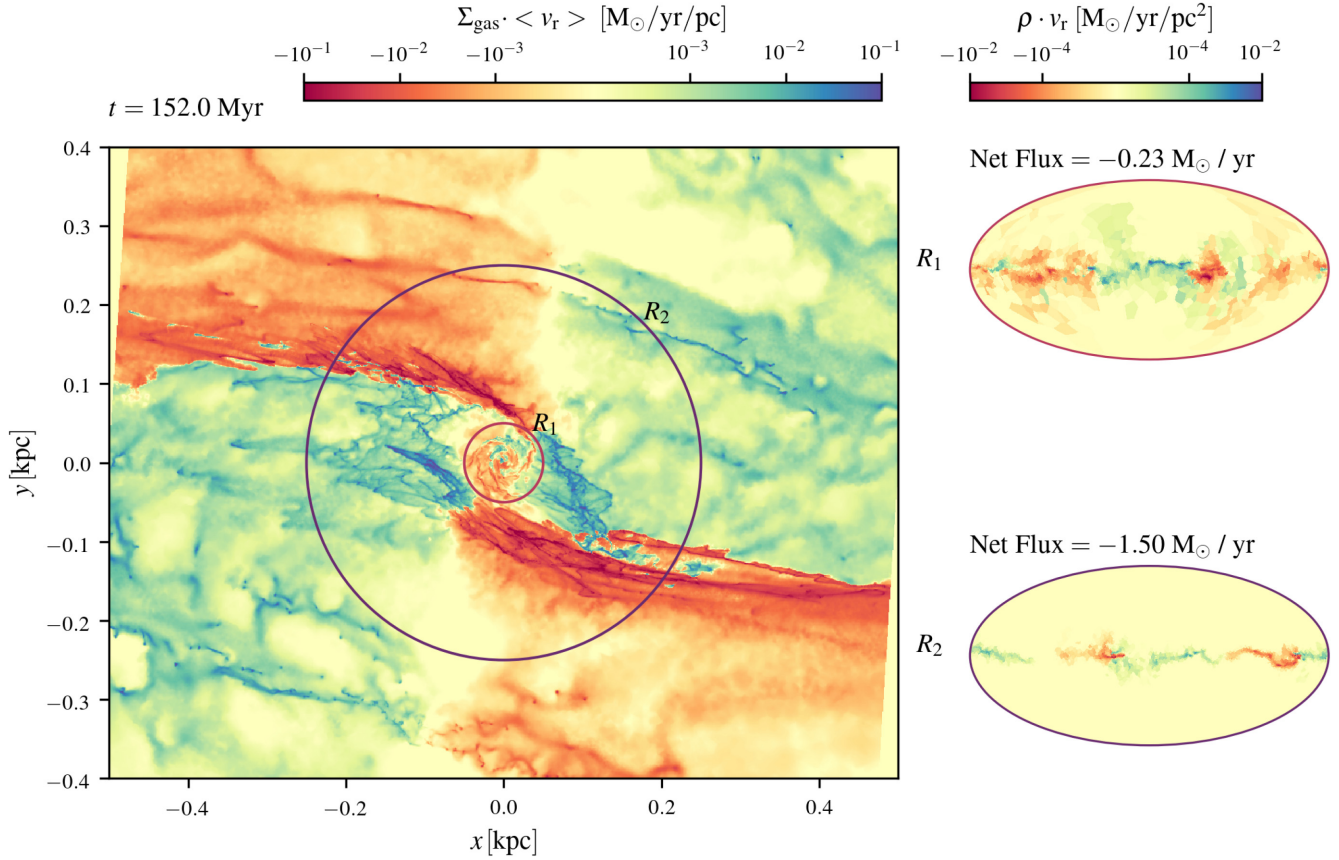 Σgas · < vr > [M⊙/yr/pc]
−10⁻¹ −10⁻² −10⁻³ 10⁻³ 10⁻² 10⁻¹
ρ · vr [M⊙/yr/pc²]
−10⁻² −10⁻⁴ 10⁻⁴ 10⁻²
t = 152.0 Myr
0.4
0.3
0.2
0.1
0.0
−0.1
−0.2
−0.3
−0.4
y [kpc]
−0.4 −0.2 0.0 0.2 0.4
x [kpc]
R2
R1
Net Flux = −0.23 M⊙ / yr
R1
Net Flux = −1.50 M⊙ / yr
R2